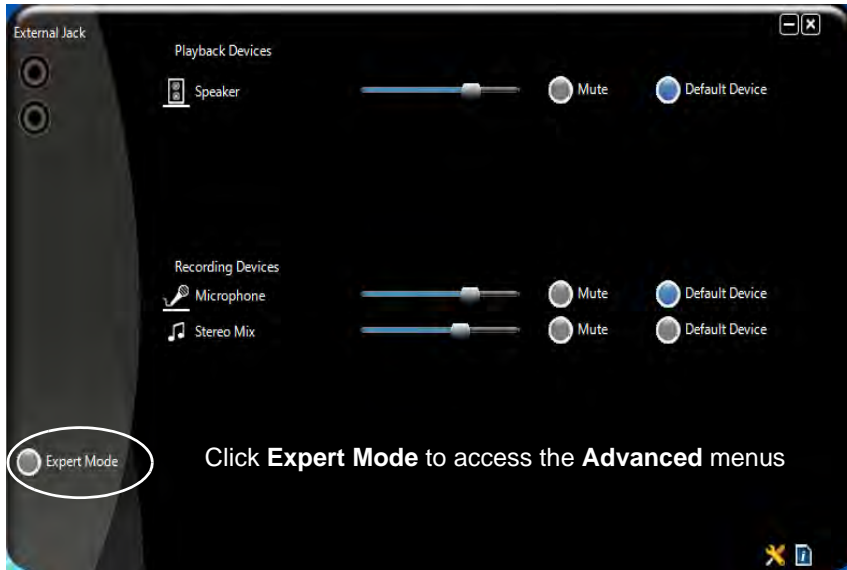 External Jack
Playback Devices
Speaker Mute Default Device
Recording Devices
Microphone Mute Default Device
Stereo Mix Mute Default Device
Expert Mode
Click Expert Mode to access the Advanced menus